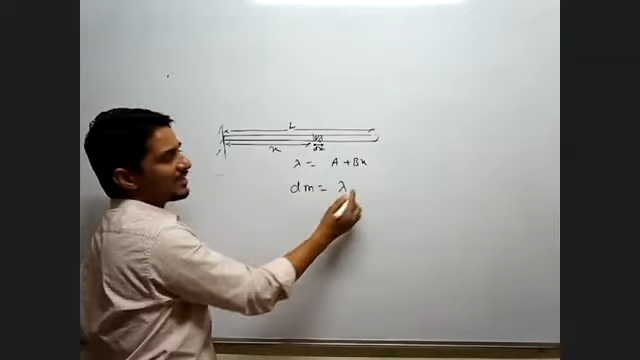 L
x dx
λ = A + Bx
dm = λ